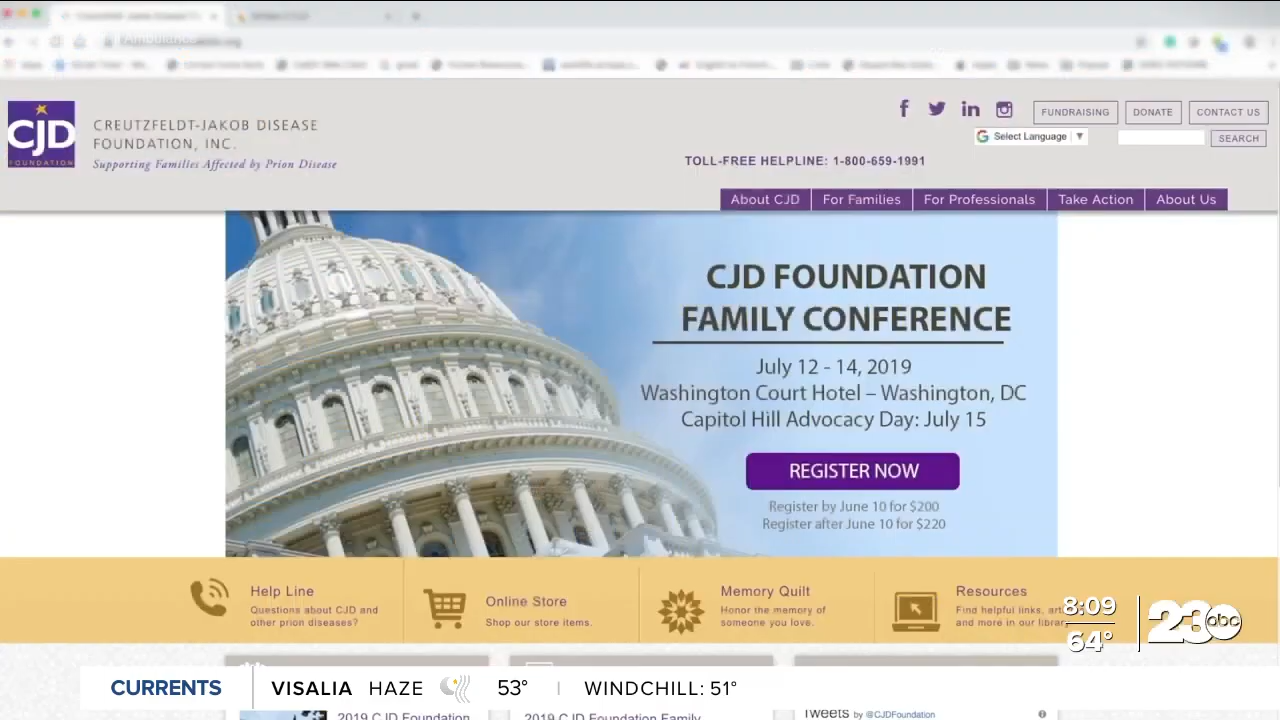 Ambulance
CJD
FOUNDATION
CREUTZFELDT-JAKOB DISEASE
FOUNDATION, INC.
Supporting Families Affected by Prion Disease
FUNDRAISING
DONATE
CONTACT US
Select Language
SEARCH
TOLL-FREE HELPLINE: 1-800-659-1991
About CJD
For Families
For Professionals
Take Action
About Us
CJD FOUNDATION
FAMILY CONFERENCE
July 12 - 14, 2019
Washington Court Hotel – Washington, DC
Capitol Hill Advocacy Day: July 15
REGISTER NOW
Register by June 10 for $200
Register after June 10 for $220
Help Line
Questions about CJD and
other prion diseases?
Online Store
Shop our store items.
Memory Quilt
Honor the memory of
someone you love.
Resources
Find helpful links,
and more in our
8:09
64°
23 abc
CURRENTS
VISALIA HAZE 53° WINDCHILL: 51°
2019 CJD Foundation
2019 CJD Foundation Family
Tweets by @CJDFoundation